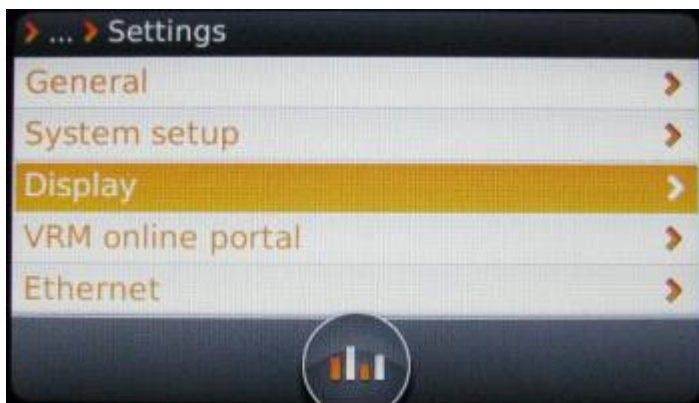 ... Settings
General
System setup
Display
VRM online portal
Ethernet